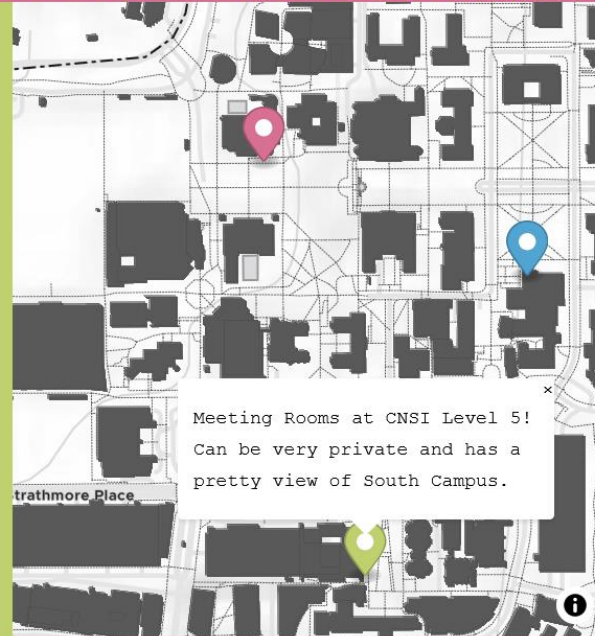 ×
Meeting Rooms at CNSI Level 5!
Can be very private and has a
pretty view of South Campus.
trathmore Place